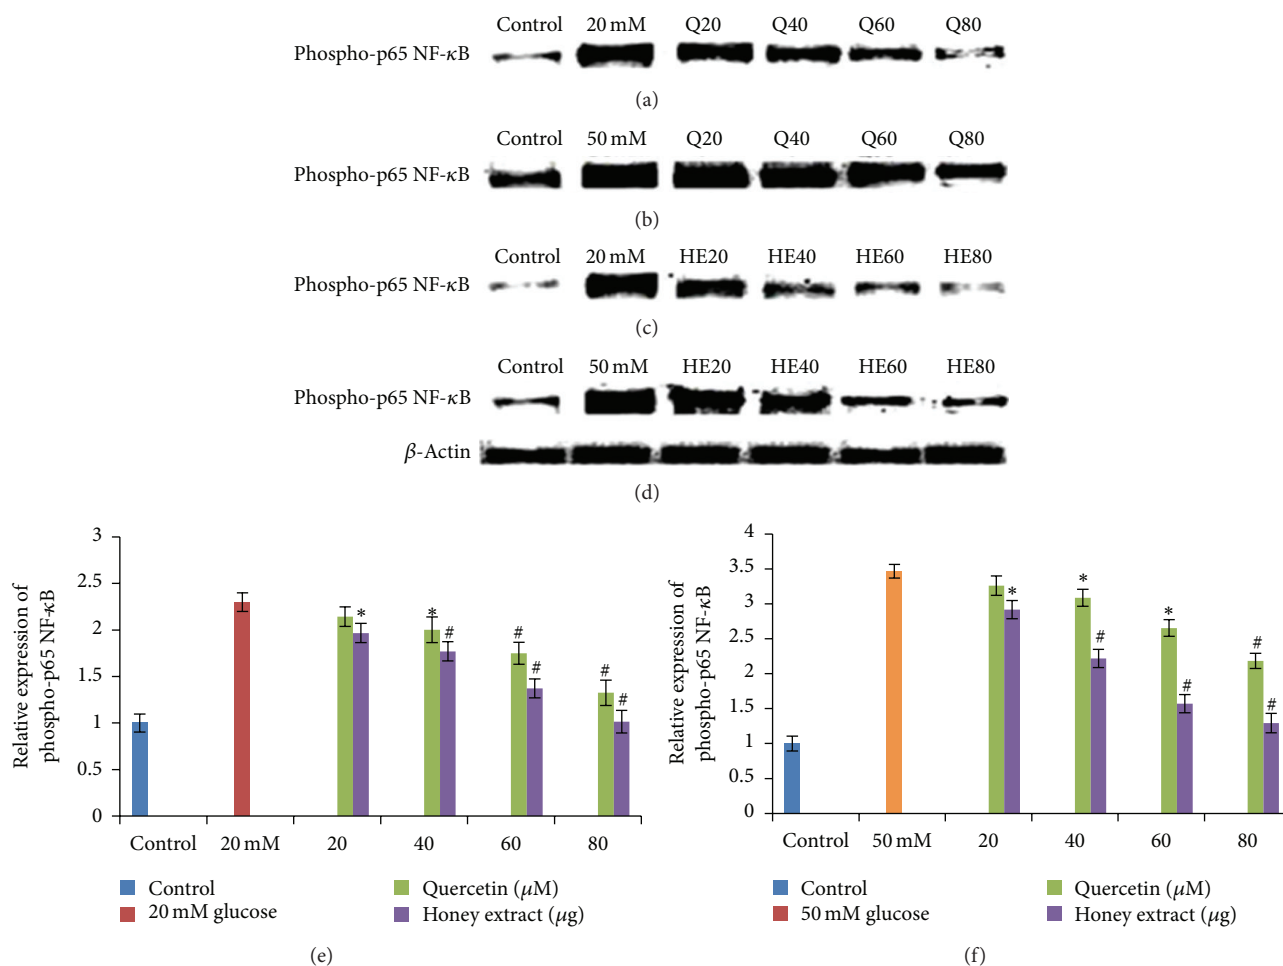 Control 20 mM Q20 Q40 Q60 Q80
Phospho-p65 NF-κB
(a)
Control 50 mM Q20 Q40 Q60 Q80
Phospho-p65 NF-κB
(b)
Control 20 mM HE20 HE40 HE60 HE80
Phospho-p65 NF-κB
(c)
Control 50 mM HE20 HE40 HE60 HE80
Phospho-p65 NF-κB
β-Actin
(d)
Relative expression of
phospho-p65 NF-κB
3
2.5
2
1.5
1
0.5
0
* * # # # # #
Control 20 mM 20 40 60 80
Control
20 mM glucose
Quercetin (μM)
Honey extract (μg)
(e)
Relative expression of
phospho-p65 NF-κB
4
3.5
3
2.5
2
1.5
1
0.5
0
* * # * # # #
Control 50 mM 20 40 60 80
Control
50 mM glucose
Quercetin (μM)
Honey extract (μg)
(f)